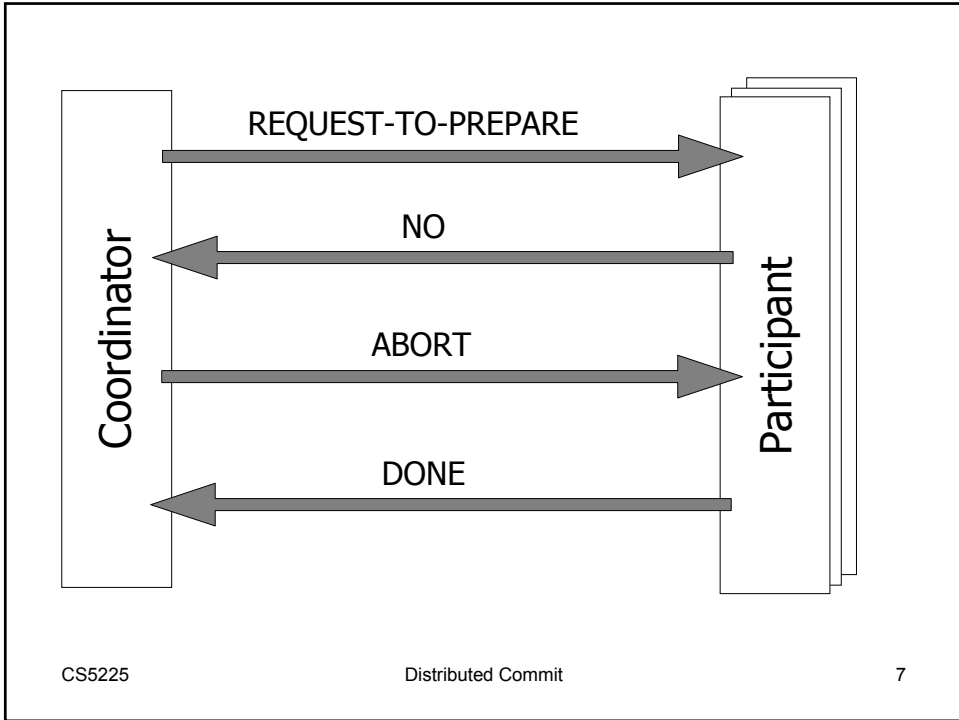 REQUEST-TO-PREPARE
NO
ABORT
DONE
Coordinator
Participant
CS5225
Distributed Commit
7